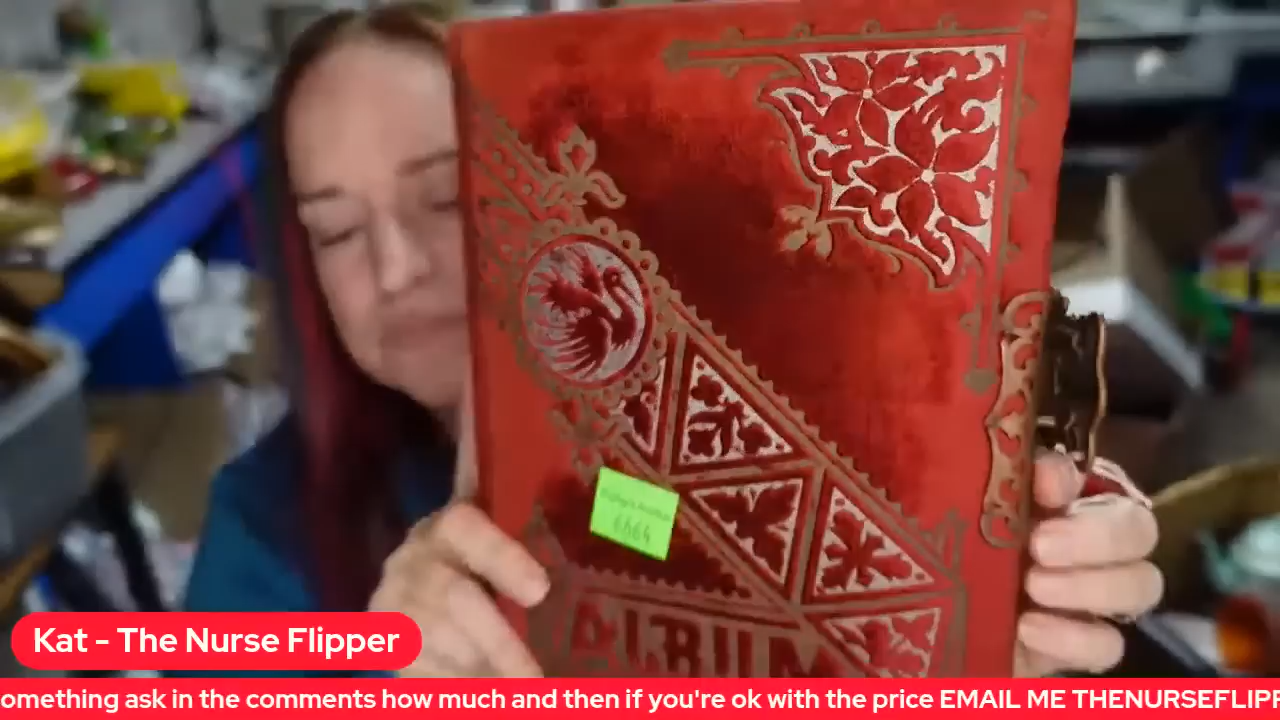 ALBUM
Kat - The Nurse Flipper
omething ask in the comments how much and then if you're ok with the price EMAIL ME THENURSEFLIPP